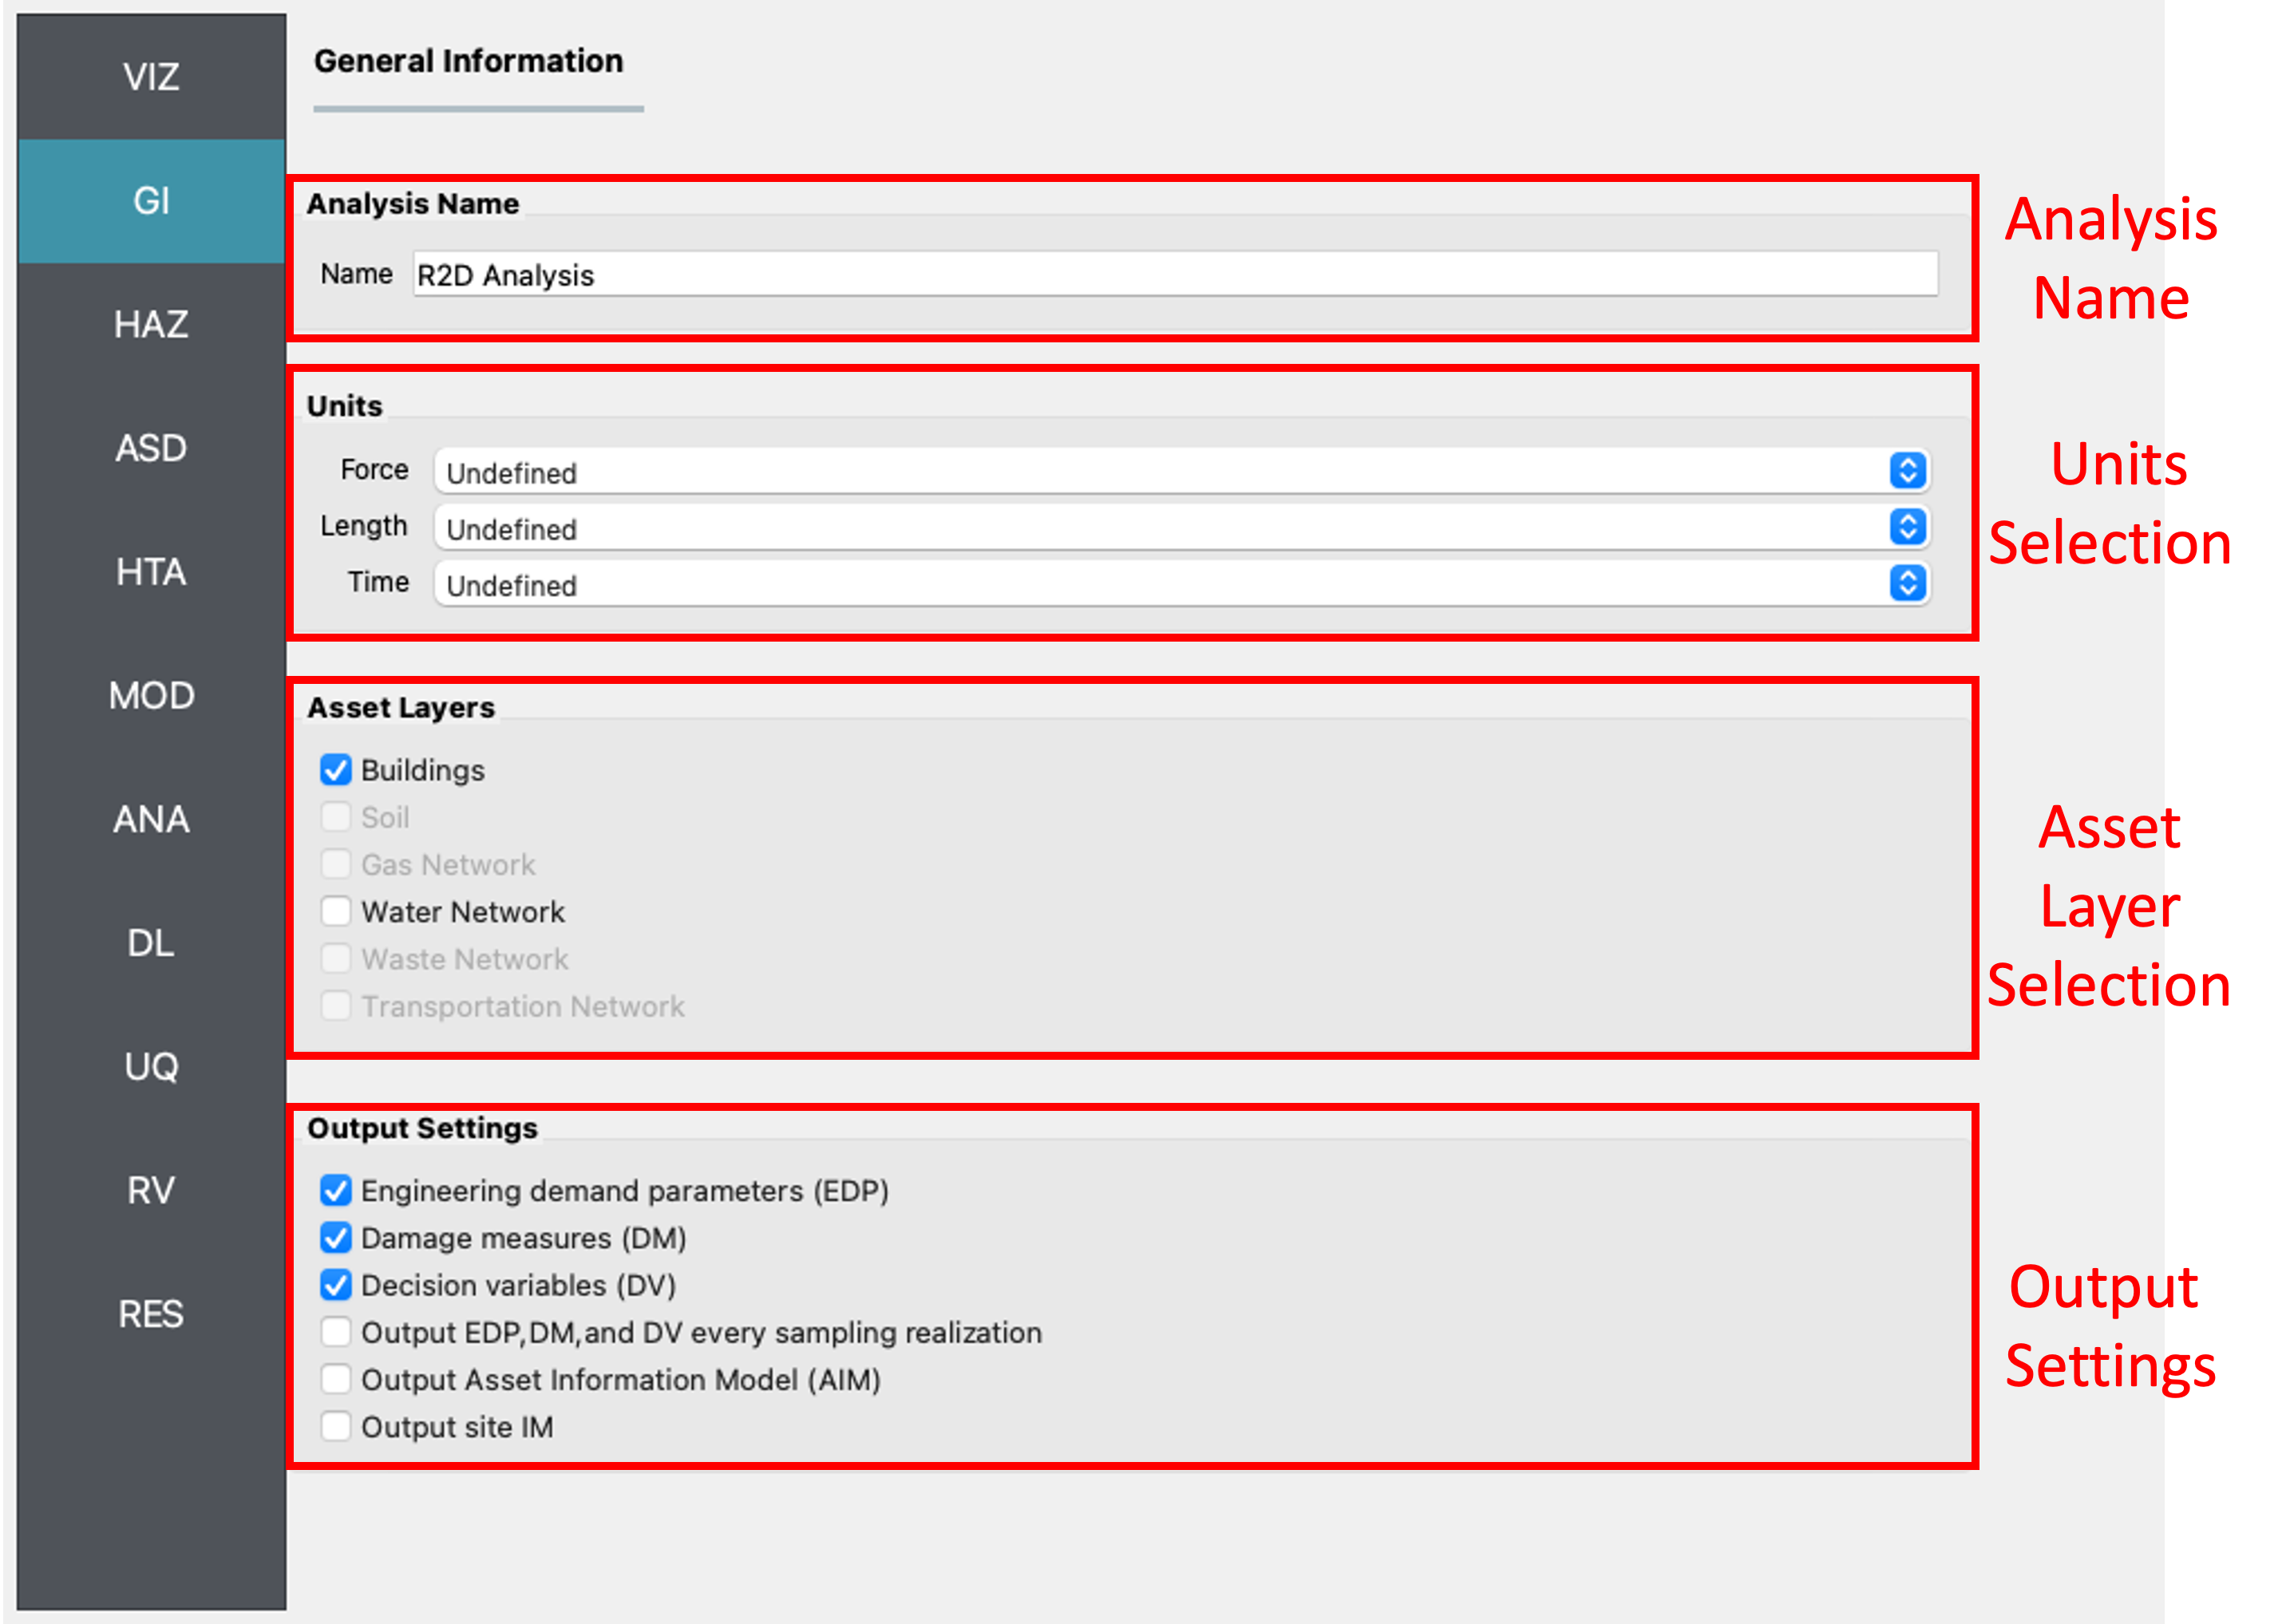 VIZ
GI
HAZ
ASD
HTA
MOD
ANA
DL
UQ
RV
RES
General Information
Analysis Name
Name R2D Analysis
Analysis
Name
Units
Force Undefined
Length Undefined
Time Undefined
Units
Selection
Asset Layers
Buildings
Soil
Gas Network
Water Network
Waste Network
Transportation Network
Asset
Layer
Selection
Output Settings
Engineering demand parameters (EDP)
Damage measures (DM)
Decision variables (DV)
Output EDP,DM,and DV every sampling realization
Output Asset Information Model (AIM)
Output site IM
Output
Settings